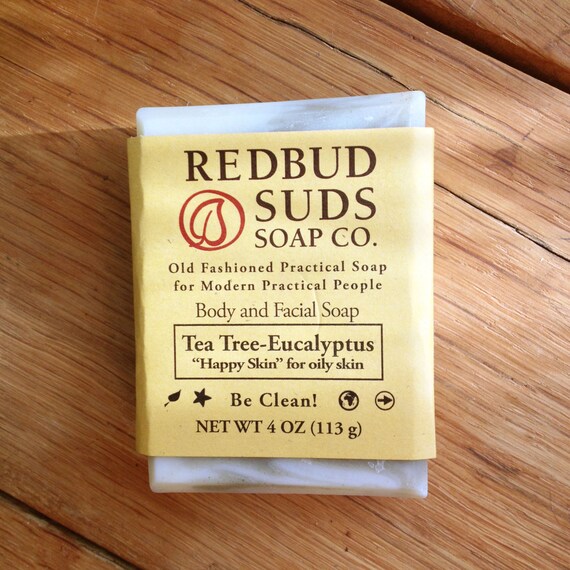 REDBUD
SUDS
SOAP CO.
Old Fashioned Practical Soap
for Modern Practical People
Body and Facial Soap
Tea Tree-Eucalyptus
“Happy Skin” for oily skin
Be Clean!
NET WT 4 OZ (113 g)